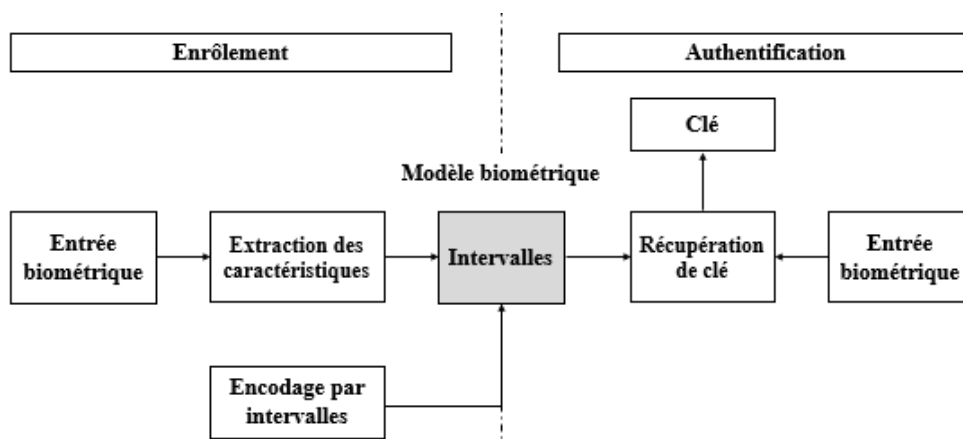 Enrôlement
Authentification
Clé
Modèle biométrique
Entrée
biométrique
Extraction des
caractéristiques
Intervalles
Récupération
de clé
Entrée
biométrique
Encodage par
intervalles